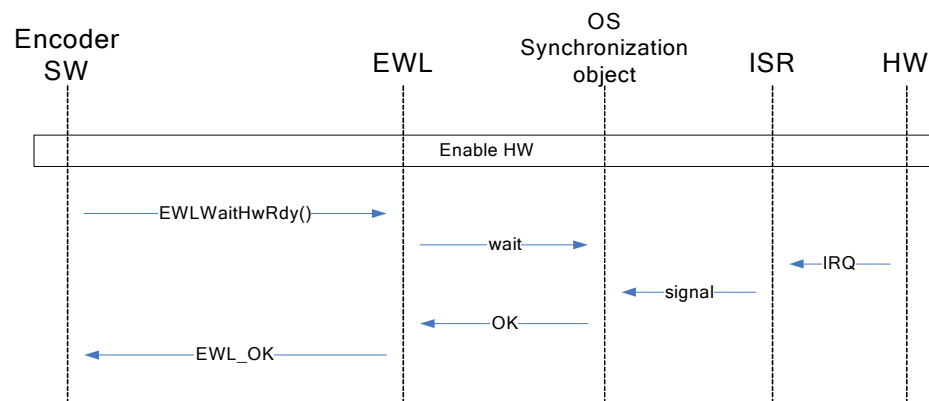 Encoder
SW
EWL
OS
Synchronization
object
ISR
HW
Enable HW
EWLWaitHwRdy()
wait
IRQ
signal
OK
EWL_OK